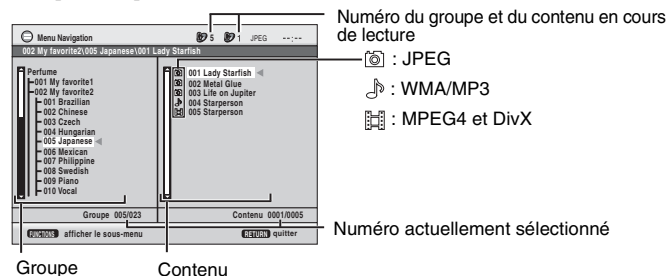 Menu Navigation 5 1 JPEG --:--
002 My favorite2\005 Japanese\001 Lady Starfish
Perfume
001 My favorite1
002 My favorite2
001 Brazilian
002 Chinese
003 Czech
004 Hungarian
005 Japanese
006 Mexican
007 Philippine
008 Swedish
009 Piano
010 Vocal
Groupe 005/023
001 Lady Starfish
002 Metal Glue
003 Life on Jupiter
004 Starperson
005 Starperson
Contenu 0001/0005
FUNCTIONS afficher le sous-menu
RETURN quitter
Groupe
Contenu
Numéro du groupe et du contenu en cours
de lecture
: JPEG
: WMA/MP3
: MPEG4 et DivX
Numéro actuellement sélectionné